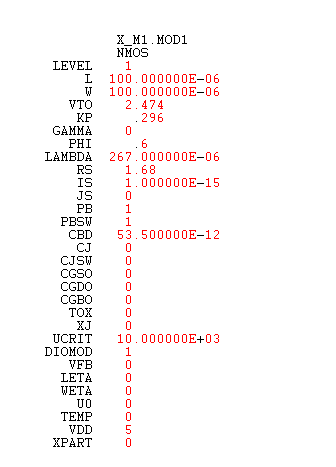 X_M1.MOD1
NMOS
LEVEL 1
L 100.000000E-06
W 100.000000E-06
VTO 2.474
KP .296
GAMMA 0
PHI .6
LAMBDA 267.000000E-06
RS 1.68
IS 1.000000E-15
JS 0
PB 1
PBSW 1
CBD 53.500000E-12
CJ 0
CJSW 0
CGSO 0
CGDO 0
CGBO 0
TOX 0
XJ 0
UCRIT 10.000000E+03
DIOMOD 1
VFB 0
LETA 0
WETA 0
U0 0
TEMP 0
VDD 5
XPART 0